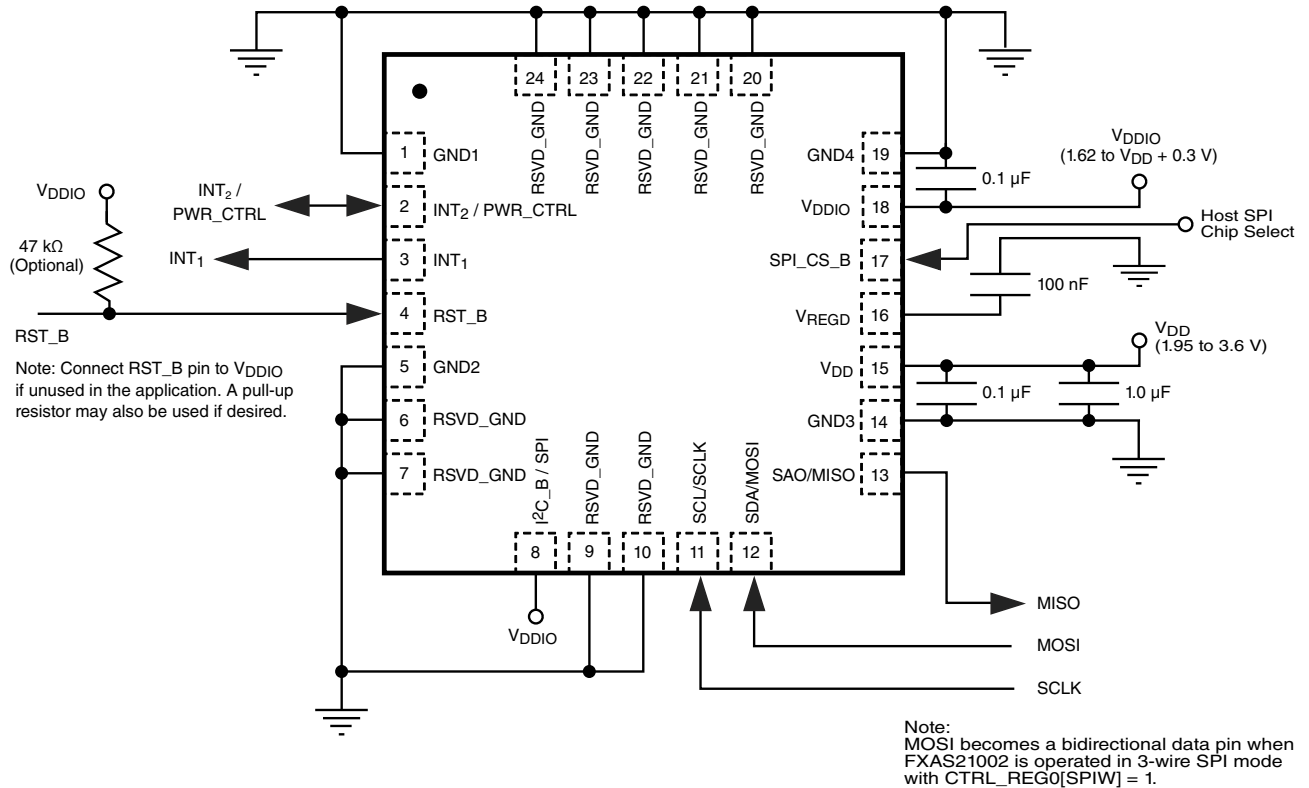 24
23
22
21
20
RSVD_GND
RSVD_GND
RSVD_GND
RSVD_GND
RSVD_GND
1
GND1
GND4
19
VDDIO
(1.62 to VDD + 0.3 V)
0.1 µF
VDDIO
INT2 /
PWR_CTRL
2
INT2 / PWR_CTRL
VDDIO
18
Host SPI
Chip Select
47 kΩ
(Optional)
INT1
3
INT1
SPI_CS_B
17
100 nF
4
RST_B
VREGD
16
RST_B
VDD
(1.95 to 3.6 V)
Note: Connect RST_B pin to VDDIO
if unused in the application. A pull-up
resistor may also be used if desired.
5
GND2
VDD
15
0.1 µF
1.0 µF
6
RSVD_GND
GND3
14
7
RSVD_GND
SAO/MISO
13
I2C_B / SPI
RSVD_GND
RSVD_GND
SCL/SCLK
SDA/MOSI
8
9
10
11
12
VDDIO
MISO
MOSI
SCLK
Note:
MOSI becomes a bidirectional data pin when
FXAS21002 is operated in 3-wire SPI mode
with CTRL_REG0[SPIW] = 1.